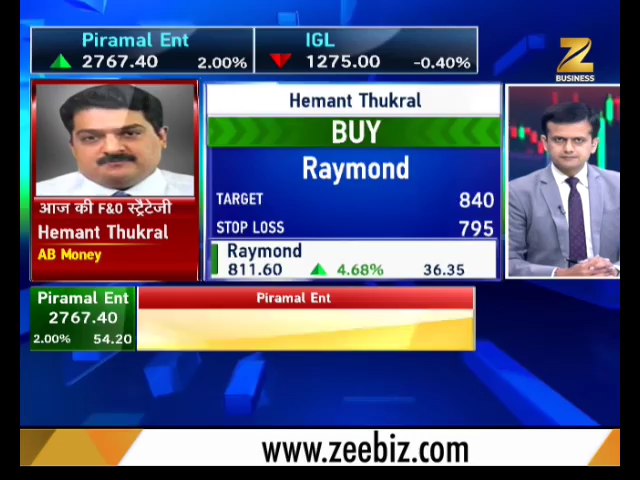 Piramal Ent
2767.40 2.00%
IGL
1275.00 -0.40%
Z
ZEE
BUSINESS
Hemant Thukral
BUY
Raymond
TARGET 840
STOP LOSS 795
Raymond
811.60 4.68% 36.35
आज की F&O स्ट्रैटेजी
Hemant Thukral
AB Money
Piramal Ent
2767.40
2.00% 54.20
Piramal Ent
www.zeebiz.com